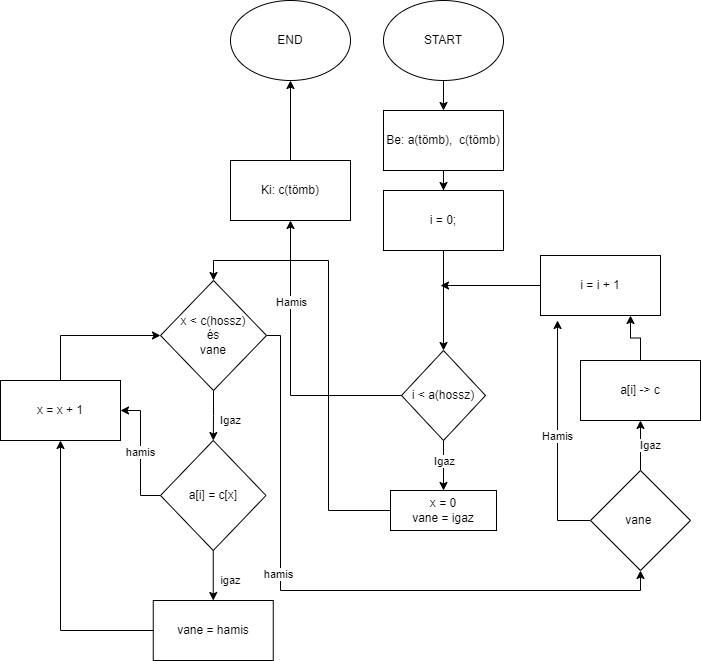 END
START
Be: a(tömb),  c(tömb)
Ki: c(tömb)
i = 0;
i = i + 1
Hamis
x < c(hossz)
és
vane
i < a(hossz)
a[i] -> c
x = x + 1
Igaz
hamis
Igaz
Hamis
Igaz
a[i] = c[x]
x = 0
vane = igaz
vane
hamis
igaz
vane = hamis